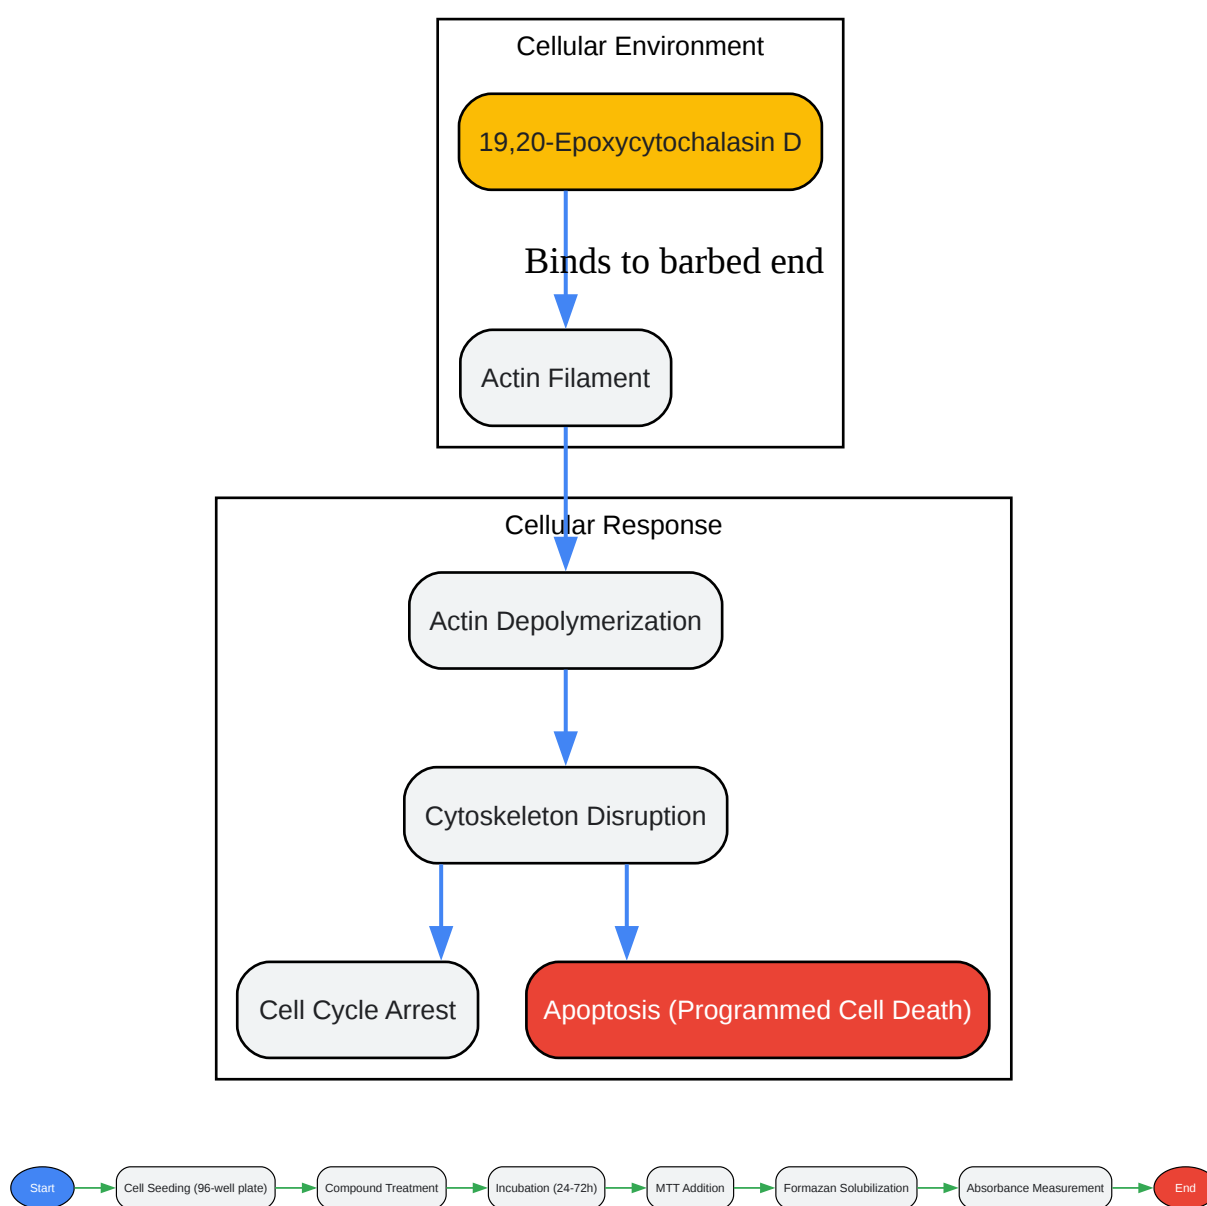 Cellular Environment
19,20-Epoxycytochalasin D
Binds to barbed end
Actin Filament
Cellular Response
Actin Depolymerization
Cytoskeleton Disruption
Cell Cycle Arrest
Apoptosis (Programmed Cell Death)
Start
Cell Seeding (96-well plate)
Compound Treatment
Incubation (24-72h)
MTT Addition
Formazan Solubilization
Absorbance Measurement
End